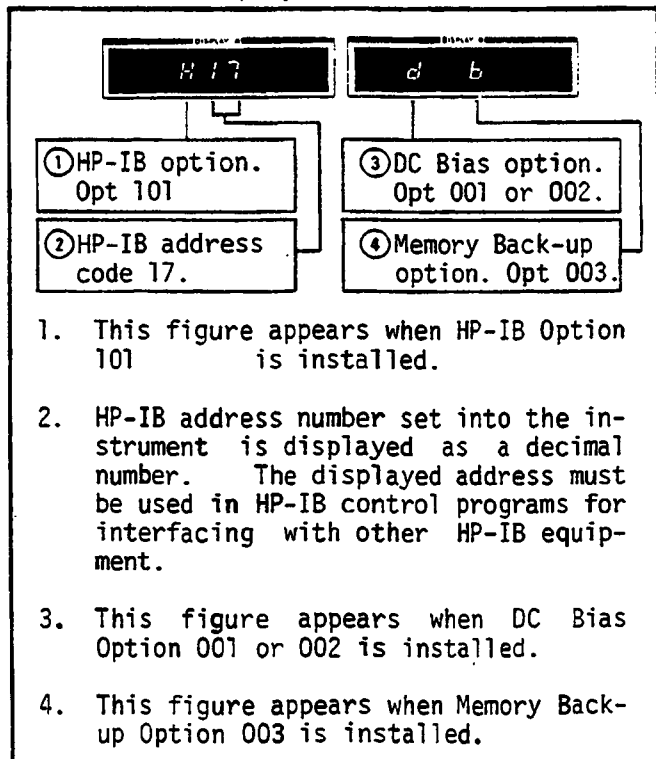 DISPLAY A
DISPLAY B
H 17
d b
①HP-IB option.
Opt 101
③DC Bias option.
Opt 001 or 002.
②HP-IB address
code 17.
④Memory Back-up
option. Opt 003.
1. This figure appears when HP-IB Option
101 is installed.
2. HP-IB address number set into the in-
strument is displayed as a decimal
number. The displayed address must
be used in HP-IB control programs for
interfacing with other HP-IB equip-
ment.
3. This figure appears when DC Bias
Option 001 or 002 is installed.
4. This figure appears when Memory Back-
up Option 003 is installed.